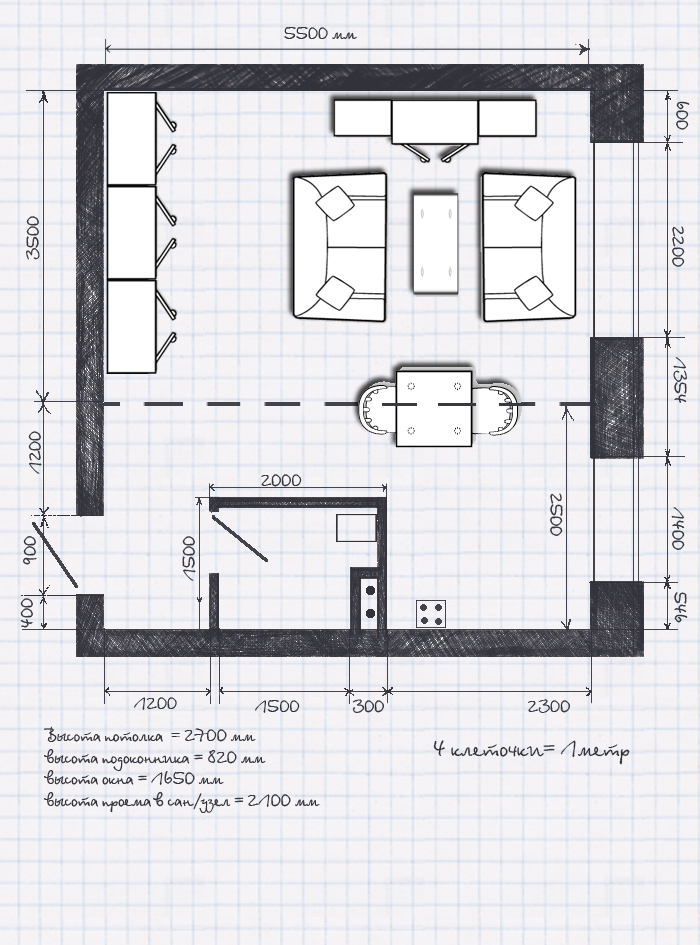 5500 мм
600
3500
2200
1354
1200
2000
2500
1400
1500
900
400
546
1200
1500
300
2300
Высота потолка = 2700 мм
4 клеточки = 1 метр
высота подоконника = 820 мм
высота окна = 1650 мм
высота проема в сан/узел = 2100 мм